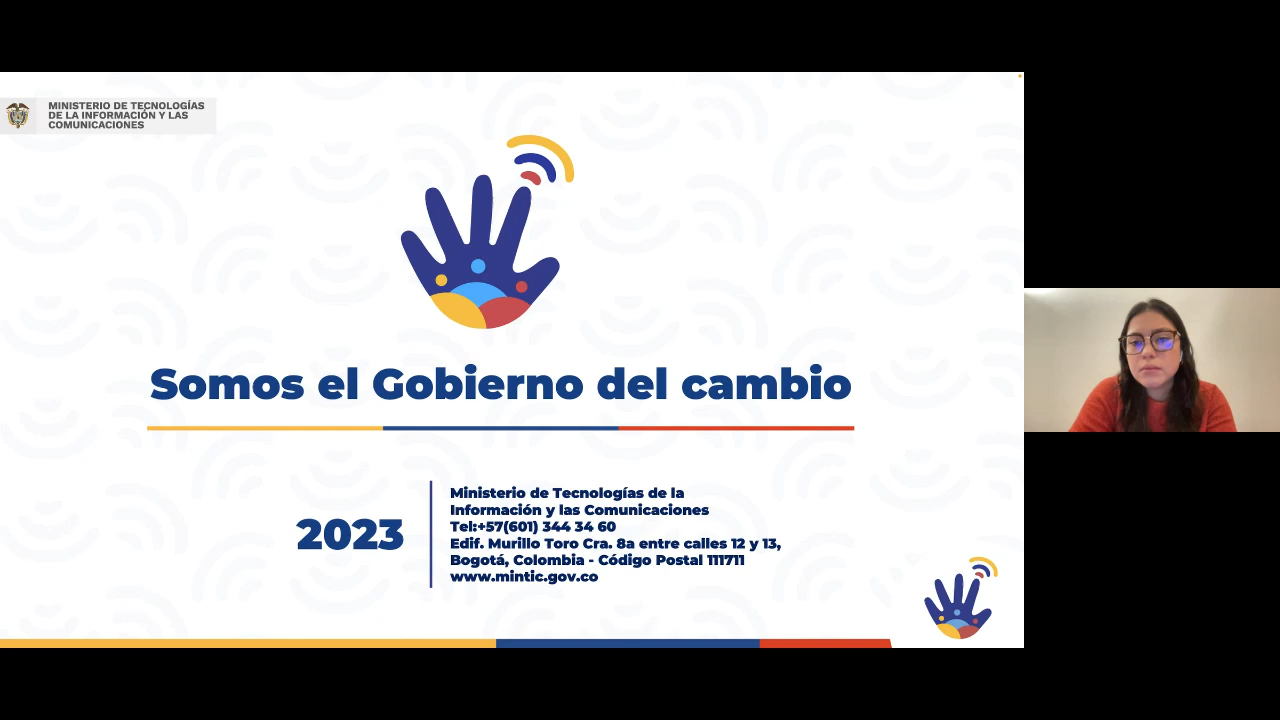 MINISTERIO DE TECNOLOGÍAS
DE LA INFORMACIÓN Y LAS
COMUNICACIONES
Somos el Gobierno del cambio
2023
Ministerio de Tecnologías de la
Información y las Comunicaciones
Tel:+57(601) 344 34 60
Edif. Murillo Toro Cra. 8a entre calles 12 y 13,
Bogotá, Colombia - Código Postal 111711
www.mintic.gov.co